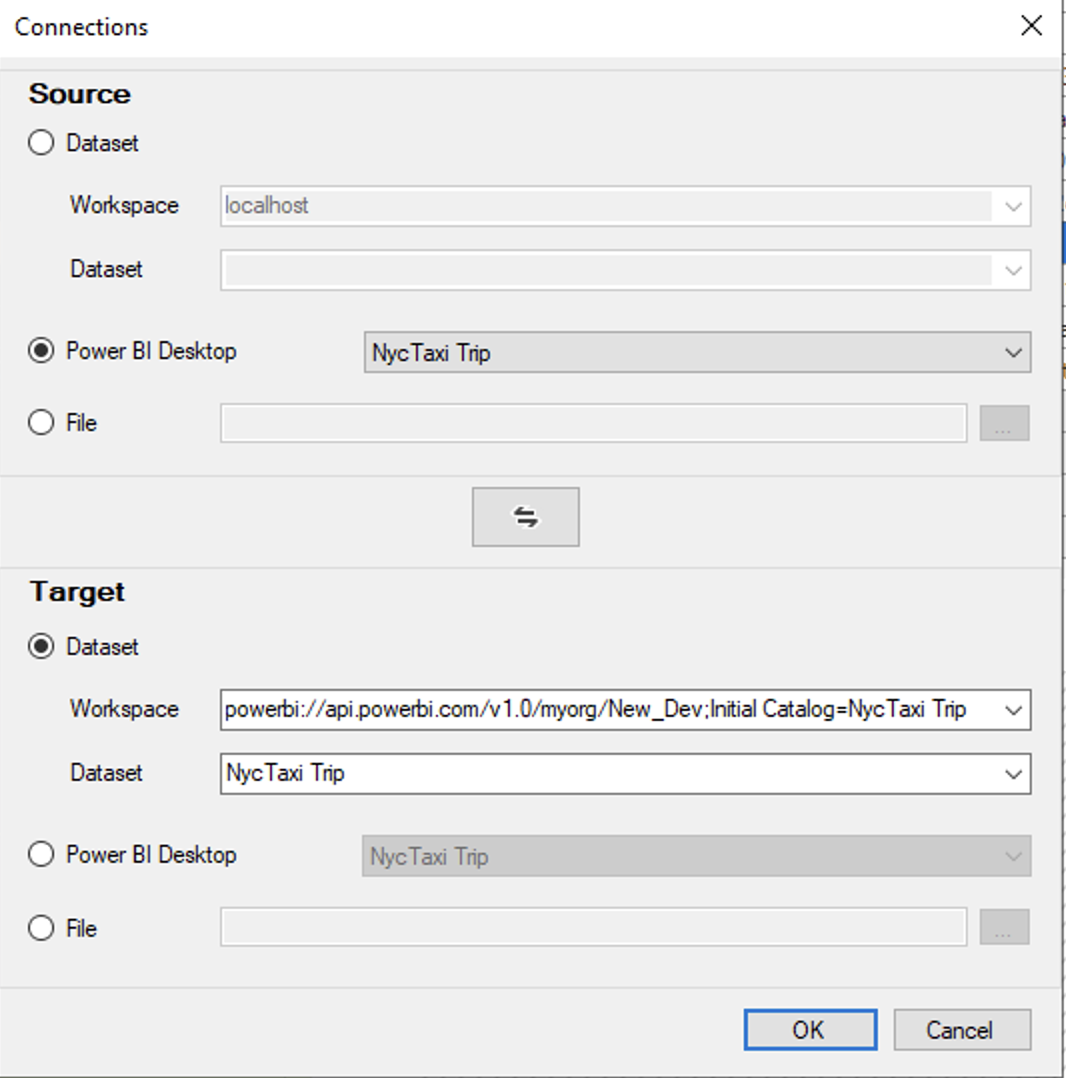 Connections
Source
Dataset
Workspace localhost
Dataset
Power BI Desktop NycTaxi Trip
File ...
Target
Dataset
Workspace powerbi://api.powerbi.com/v1.0/myorg/New_Dev;Initial Catalog=NycTaxi Trip
Dataset NycTaxi Trip
Power BI Desktop NycTaxi Trip
File ...
OK Cancel